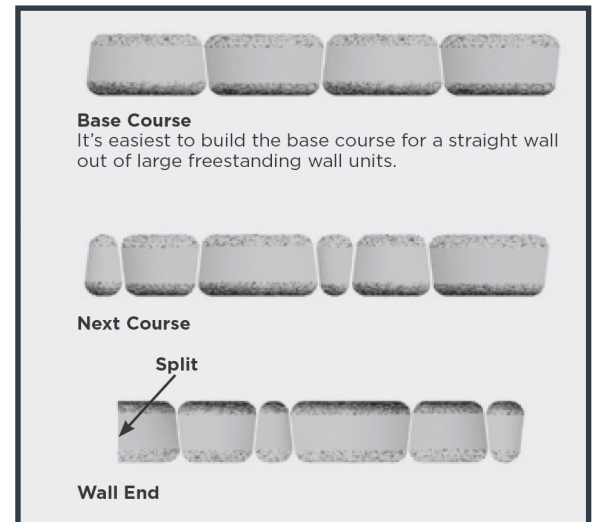 Base Course
It's easiest to build the base course for a straight wall
out of large freestanding wall units.
Next Course
Split
Wall End